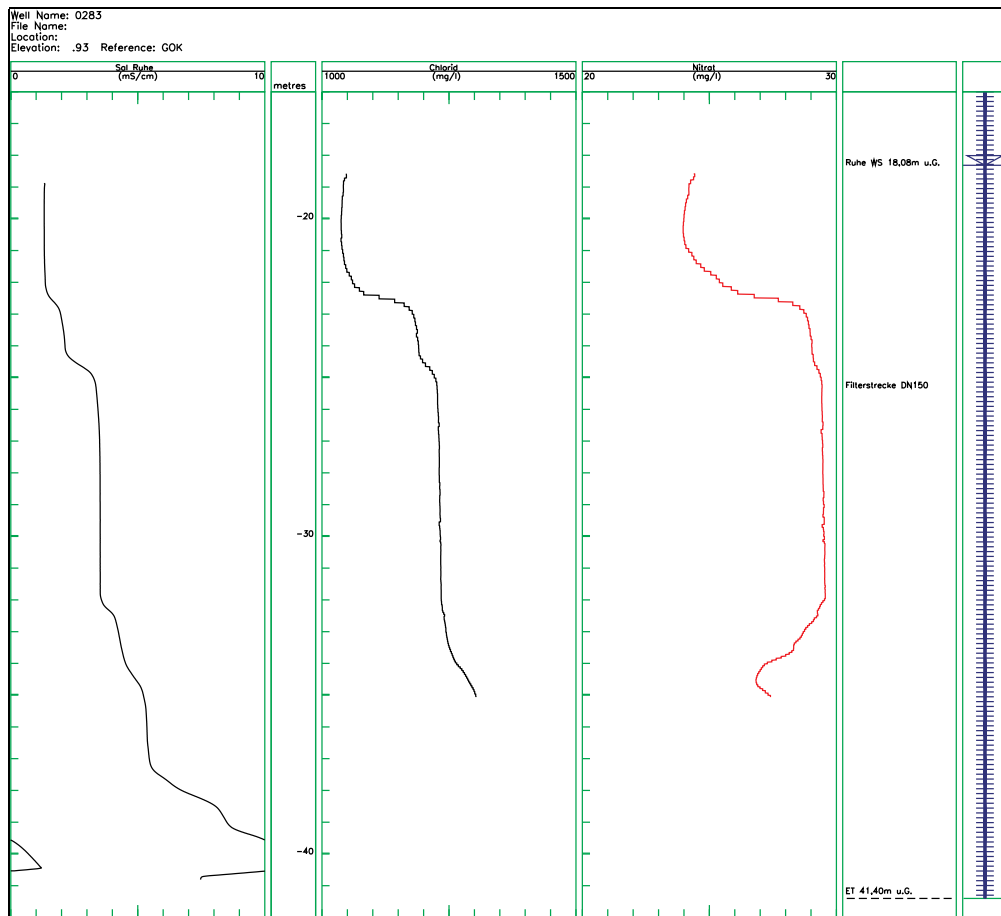 Well Name: 0283
File Name:
Location:
Elevation: .93 Reference: GOK
Sal Ruhe
0 (mS/cm) 10
metres
Chlorid
1000 (mg/l) 1500
Nitrat
20 (mg/l) 30
Ruhe WS 18,08m u.G.
-20
Filterstrecke DN150
-30
-40
ET 41,40m u.G.